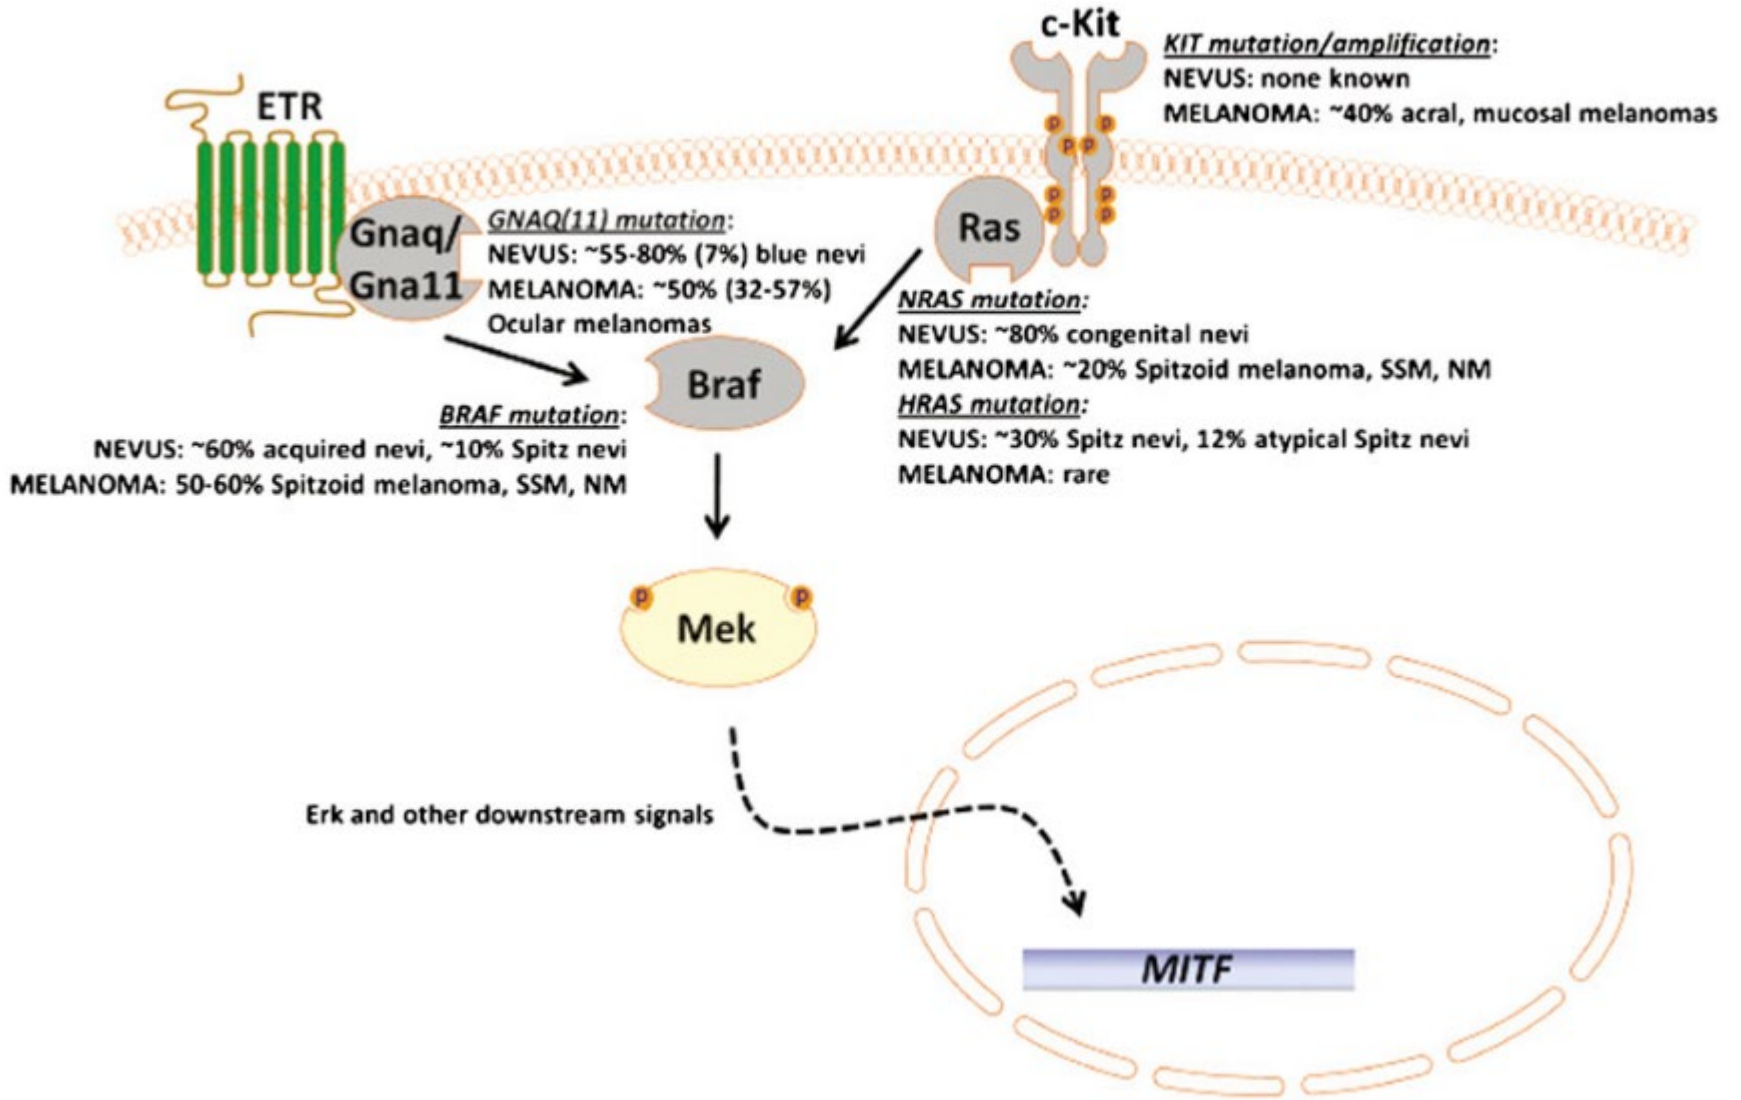 c-Kit
KIT mutation/amplification:
NEVUS: none known
MELANOMA: ~40% acral, mucosal melanomas
ETR
P P
P P
P P
P P
Gnaq/
Gna11
GNAQ(11) mutation:
NEVUS: ~55-80% (7%) blue nevi
MELANOMA: ~50% (32-57%)
Ocular melanomas
Ras
NRAS mutation:
NEVUS: ~80% congenital nevi
MELANOMA: ~20% Spitzoid melanoma, SSM, NM
HRAS mutation:
NEVUS: ~30% Spitz nevi, 12% atypical Spitz nevi
MELANOMA: rare
Braf
BRAF mutation:
NEVUS: ~60% acquired nevi, ~10% Spitz nevi
MELANOMA: 50-60% Spitzoid melanoma, SSM, NM
P P
Mek
Erk and other downstream signals
MITF